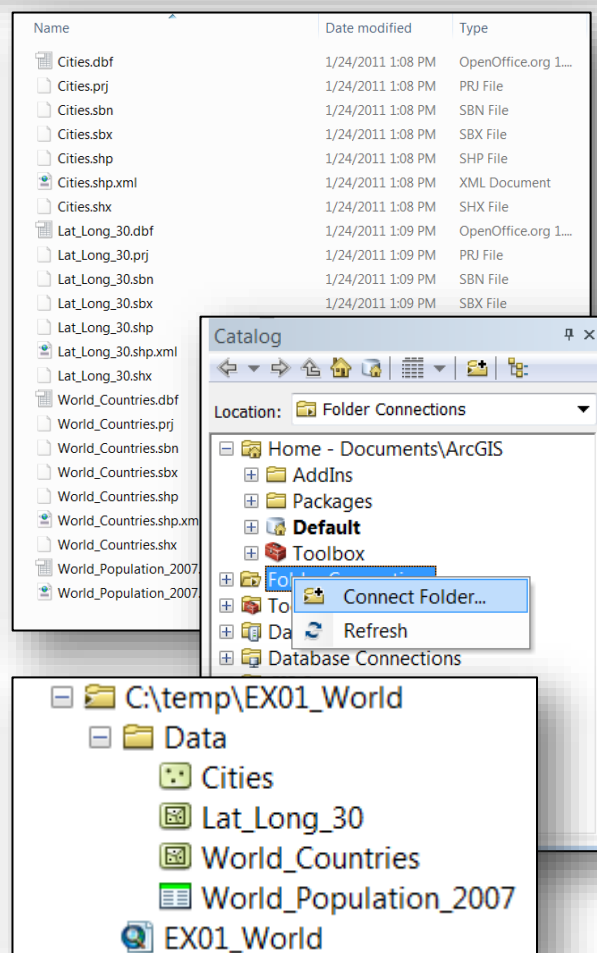 Name Date modified Type
Cities.dbf 1/24/2011 1:08 PM OpenOffice.org 1....
Cities.prj 1/24/2011 1:08 PM PRJ File
Cities.sbn 1/24/2011 1:08 PM SBN File
Cities.sbx 1/24/2011 1:08 PM SBX File
Cities.shp 1/24/2011 1:08 PM SHP File
Cities.shp.xml 1/24/2011 1:08 PM XML Document
Cities.shx 1/24/2011 1:08 PM SHX File
Lat_Long_30.dbf 1/24/2011 1:09 PM OpenOffice.org 1....
Lat_Long_30.prj 1/24/2011 1:09 PM PRJ File
Lat_Long_30.sbn 1/24/2011 1:09 PM SBN File
Lat_Long_30.sbx 1/24/2011 1:09 PM SBX File
Lat_Long_30.shp
Lat_Long_30.shp.xml
Lat_Long_30.shx
World_Countries.dbf
World_Countries.prj
World_Countries.sbn
World_Countries.sbx
World_Countries.shp
World_Countries.shp.xm
World_Countries.shx
World_Population_2007.
World_Population_2007.
Catalog
Location: Folder Connections
Home - Documents\ArcGIS
AddIns
Packages
Default
Toolbox
Connect Folder...
Refresh
Database Connections
C:\temp\EX01_World
Data
Cities
Lat_Long_30
World_Countries
World_Population_2007
EX01_World